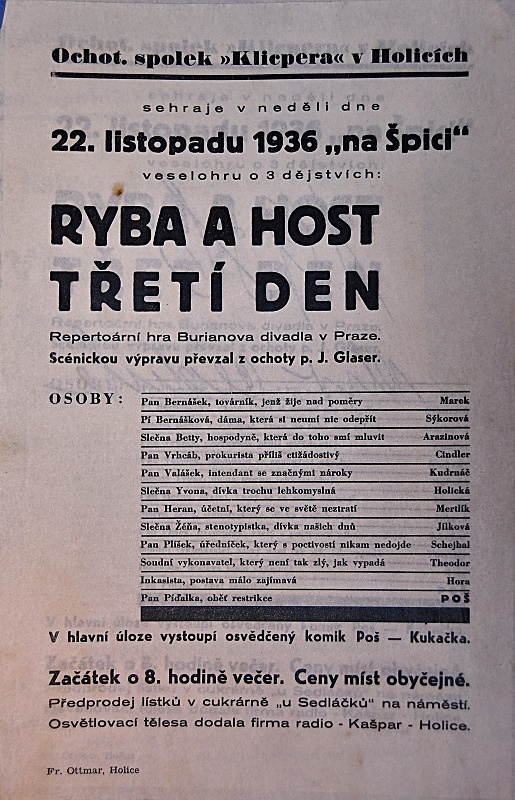 Ochot. spolek »Klicpera« v Holicích
sehraje v neděli dne
22. listopadu 1936 „na Špici“
veselohru o 3 dějstvích:
RYBA A HOST
TŘETÍ DEN
Repertoární hra Burianova divadla v Praze.
Scénickou výpravu převzal z ochoty p. J. Glaser.
OSOBY:
Pan Bernášek, továrník, jenž žije nad poměry Marek
Pí Bernášková, dáma, která si neumí nic odepřít Sýkorová
Slečna Betty, hospodyně, která do toho smí mluvit Arazinová
Pan Vrbcáb, prokurista příliš ctižádostivý Cindler
Pan Valášek, intendant se značnými nároky Kudrnáč
Slečna Yvona, dívka trochu lehkomyslná Holická
Pan Heran, účetní, který se ve světě neztratí Mertlík
Slečna Žéňa, stenotypistka, dívka našich dnů Jílková
Pan Plíšek, úředníček, který s poctivostí nikam nedojde Schejbal
Soudní vykonavatel, který není tak zlý, jak vypadá Theodor
Inkasista, postava málo zajímavá Hora
Pan Píďalka, oběť restrikce POŠ
V hlavní úloze vystoupí osvědčený komik Poš — Kukačka.
Začátek o 8. hodině večer. Ceny míst obyčejné.
Předprodej lístků v cukrárně „u Sedláčků“ na náměstí.
Osvětlovací tělesa dodala firma radio - Kašpar - Holice.
Fr. Ottmar, Holice